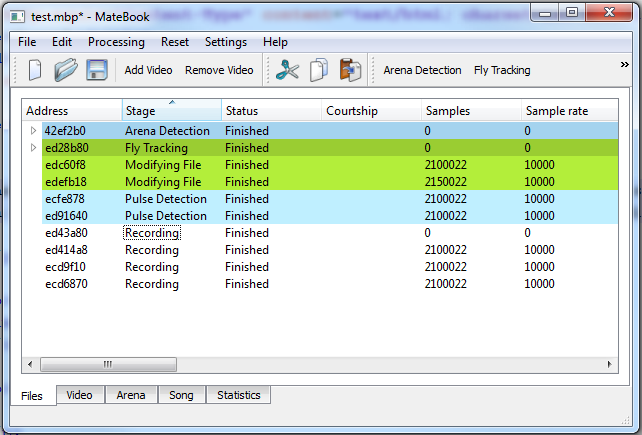 test.mbp* - MateBook
File Edit Processing Reset Settings Help
Add Video Remove Video Arena Detection Fly Tracking »
Address Stage Status Courtship Samples Sample rate
42ef2b0 Arena Detection Finished 0 0
ed28b80 Fly Tracking Finished 0 0
edc60f8 Modifying File Finished 2100022 10000
edefb18 Modifying File Finished 2150022 10000
ecfe878 Pulse Detection Finished 2100022 10000
ed91640 Pulse Detection Finished 2100022 10000
ed43a80 Recording Finished 0 0
ed414a8 Recording Finished 2100022 10000
ecd9f10 Recording Finished 2100022 10000
ecd6870 Recording Finished 2100022 10000
Files Video Arena Song Statistics